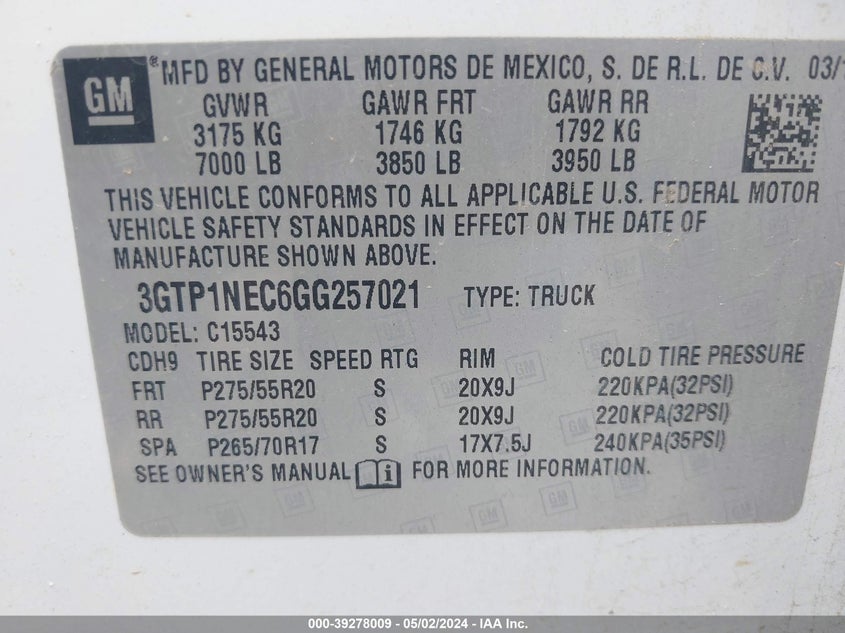 GM
® MFD BY GENERAL MOTORS DE MEXICO, S. DE R.L. DE C.V. 03/1
GVWR GAWR FRT GAWR RR
3175 KG 1746 KG 1792 KG
7000 LB 3850 LB 3950 LB
THIS VEHICLE CONFORMS TO ALL APPLICABLE U.S. FEDERAL MOTOR
VEHICLE SAFETY STANDARDS IN EFFECT ON THE DATE OF
MANUFACTURE SHOWN ABOVE.
3GTP1NEC6GG257021 TYPE: TRUCK
MODEL: C15543
CDH9 TIRE SIZE SPEED RTG RIM COLD TIRE PRESSURE
FRT P275/55R20 S 20X9J 220KPA(32PSI)
RR P275/55R20 S 20X9J 220KPA(32PSI)
SPA P265/70R17 S 17X7.5J 240KPA(35PSI)
SEE OWNER'S MANUAL FOR MORE INFORMATION.
000-39278009 - 05/02/2024 - IAA Inc.